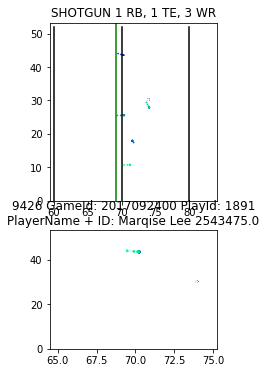 SHOTGUN 1 RB, 1 TE, 3 WR
50
40
30
20
10
0
60 65 70 75 80
9426 GameId: 2017092400 PlayId: 1891
PlayerName + ID: Marqise Lee 2543475.0
40
20
0
65.0 67.5 70.0 72.5 75.0